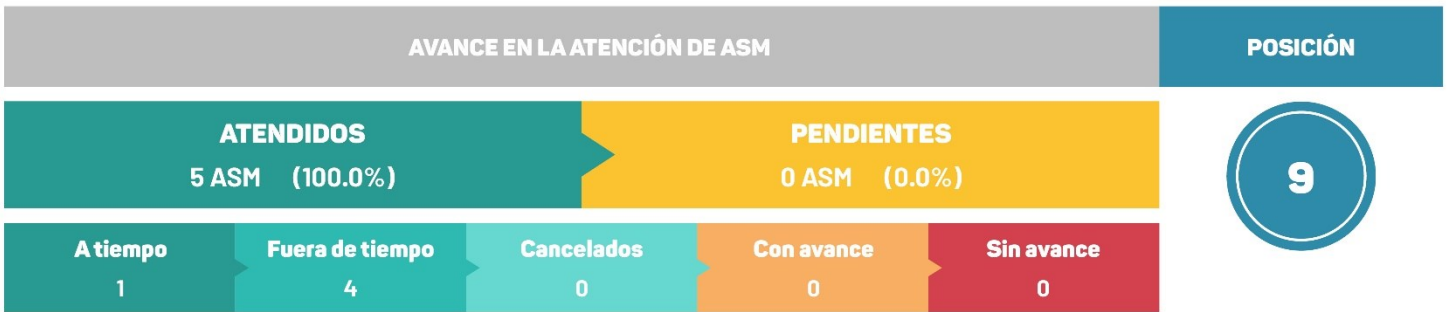 AVANCE EN LA ATENCIÓN DE ASM
POSICIÓN
ATENDIDOS
5 ASM (100.0%)
PENDIENTES
0 ASM (0.0%)
9
A tiempo
1
Fuera de tiempo
4
Cancelados
0
Con avance
0
Sin avance
0